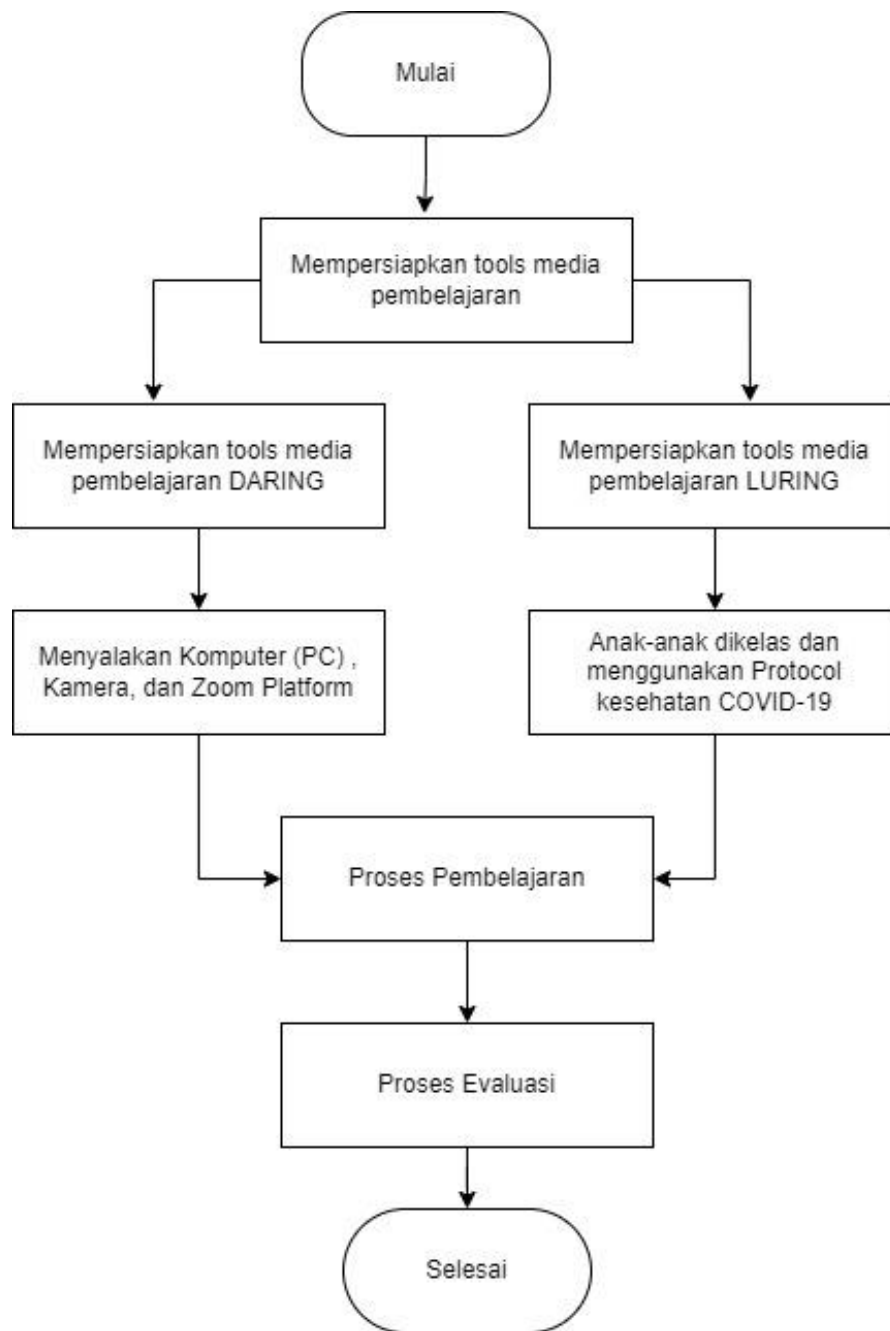 Mulai
Mempersiapkan tools media
pembelajaran
Mempersiapkan tools media
pembelajaran DARING
Mempersiapkan tools media
pembelajaran LURING
Menyalakan Komputer (PC) ,
Kamera, dan Zoom Platform
Anak-anak dikelas dan
menggunakan Protocol
kesehatan COVID-19
Proses Pembelajaran
Proses Evaluasi
Selesai